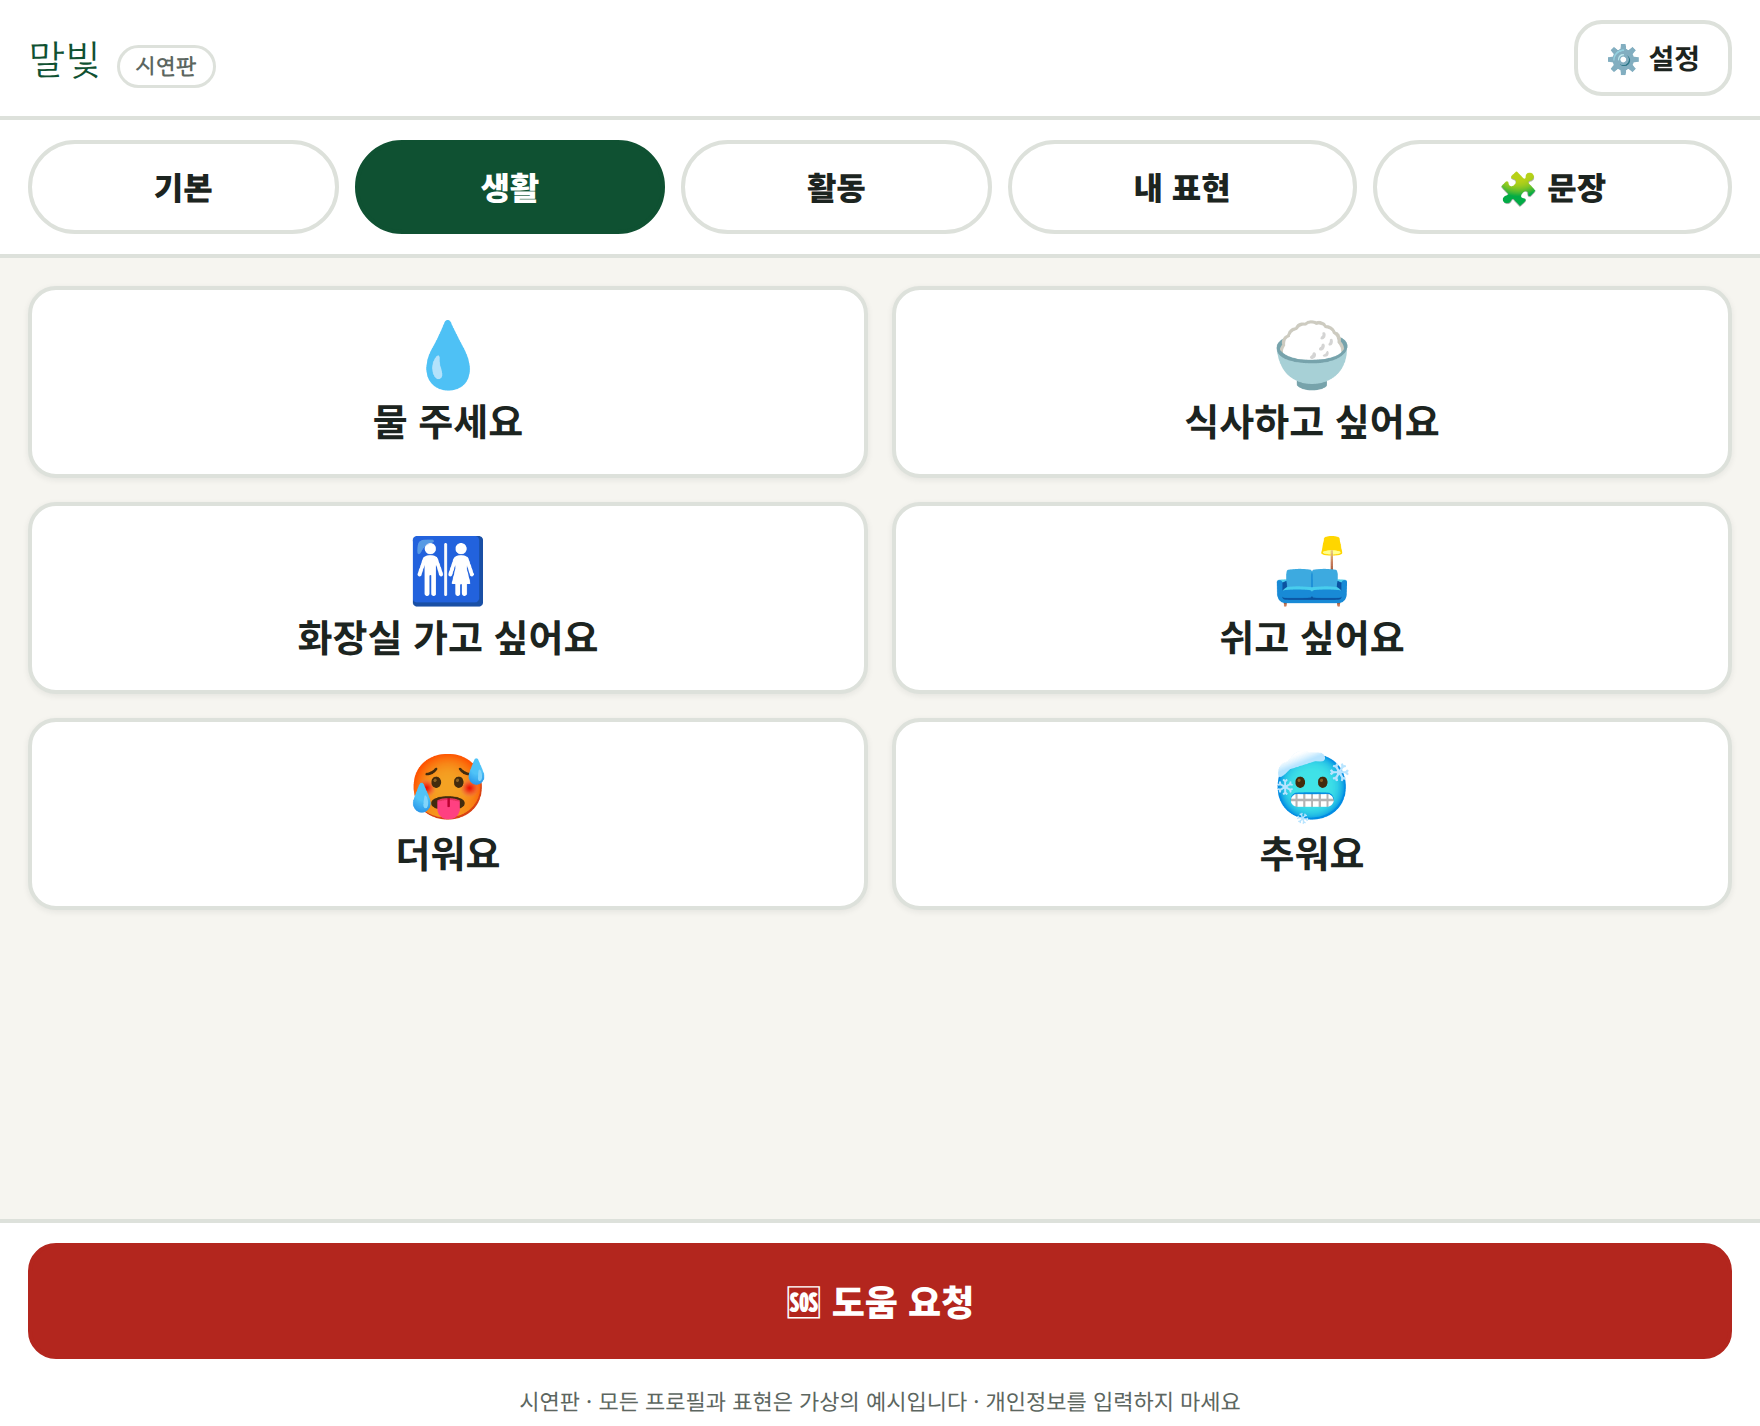 말빛 시연판
⚙️ 설정
기본
생활
활동
내 표현
🧩 문장
물 주세요
식사하고 싶어요
화장실 가고 싶어요
쉬고 싶어요
더워요
추워요
🆘 도움 요청
시연판 · 모든 프로필과 표현은 가상의 예시입니다 · 개인정보를 입력하지 마세요